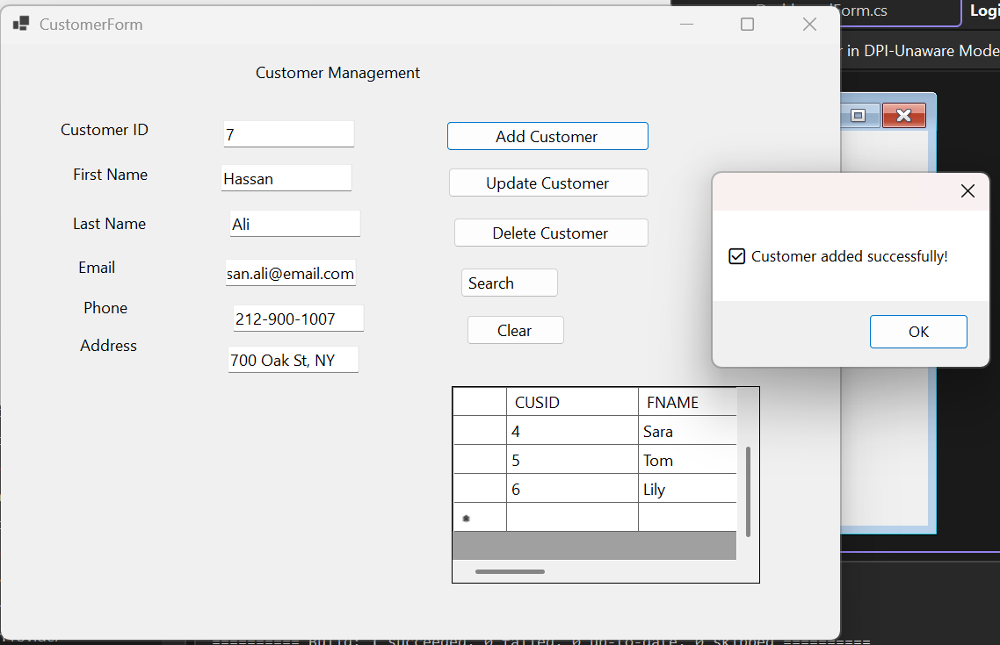 CustomerForm
Form.cs
Logi
in DPI-Unaware Mode
Customer Management
Customer ID
7
Add Customer
First Name
Hassan
Update Customer
Last Name
Ali
Delete Customer
Email
san.ali@email.com
Search
Phone
212-900-1007
Clear
Address
700 Oak St, NY
Customer added successfully!
OK
CUSID FNAME
4 Sara
5 Tom
6 Lily
========== Build: 1 succeeded, 0 failed, 0 up-to-date, 0 skipped ==========